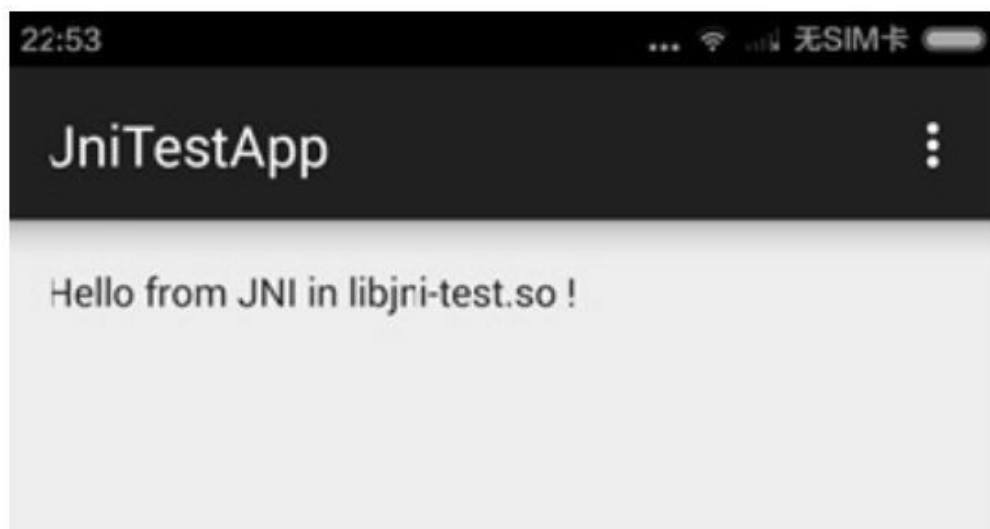 22:53 ... 无SIM卡
JniTestApp
Hello from JNI in libjni-test.so !